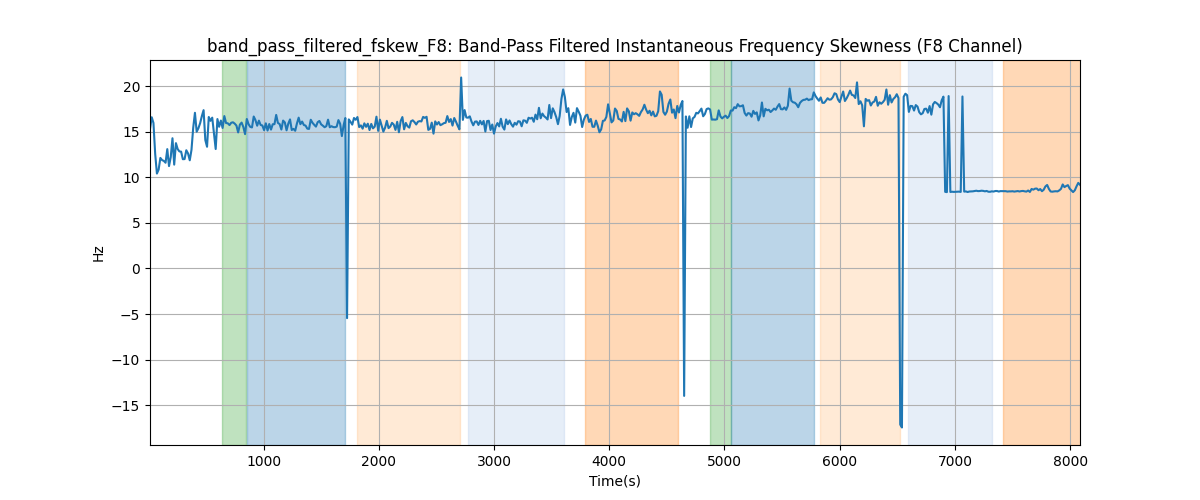 band_pass_filtered_fskew_F8: Band-Pass Filtered Instantaneous Frequency Skewness (F8 Channel)
20
15
10
5
0
−5
−10
−15
Hz
1000 2000 3000 4000 5000 6000 7000 8000
Time(s)